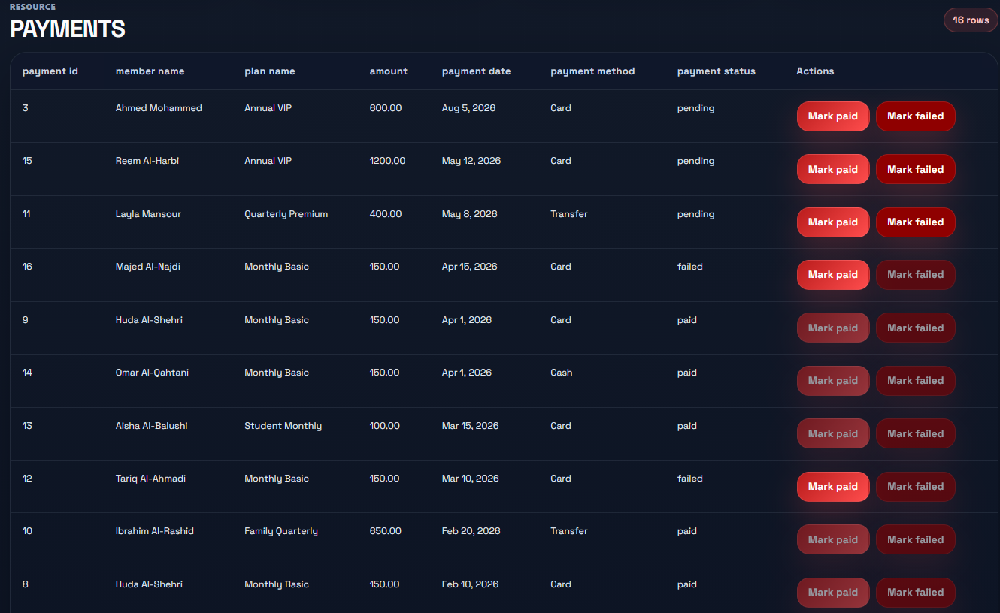 RESOURCE
PAYMENTS
16 rows
payment id member name plan name amount payment date payment method payment status Actions
3 Ahmed Mohammed Annual VIP 600.00 Aug 5, 2026 Card pending Mark paid Mark failed
15 Reem Al-Harbi Annual VIP 1200.00 May 12, 2026 Card pending Mark paid Mark failed
11 Layla Mansour Quarterly Premium 400.00 May 8, 2026 Transfer pending Mark paid Mark failed
16 Majed Al-Najdi Monthly Basic 150.00 Apr 15, 2026 Card failed Mark paid Mark failed
9 Huda Al-Shehri Monthly Basic 150.00 Apr 1, 2026 Card paid Mark paid Mark failed
14 Omar Al-Qahtani Monthly Basic 150.00 Apr 1, 2026 Cash paid Mark paid Mark failed
13 Aisha Al-Balushi Student Monthly 100.00 Mar 15, 2026 Card paid Mark paid Mark failed
12 Tariq Al-Ahmadi Monthly Basic 150.00 Mar 10, 2026 Card failed Mark paid Mark failed
10 Ibrahim Al-Rashid Family Quarterly 650.00 Feb 20, 2026 Transfer paid Mark paid Mark failed
8 Huda Al-Shehri Monthly Basic 150.00 Feb 10, 2026 Card paid Mark paid Mark failed